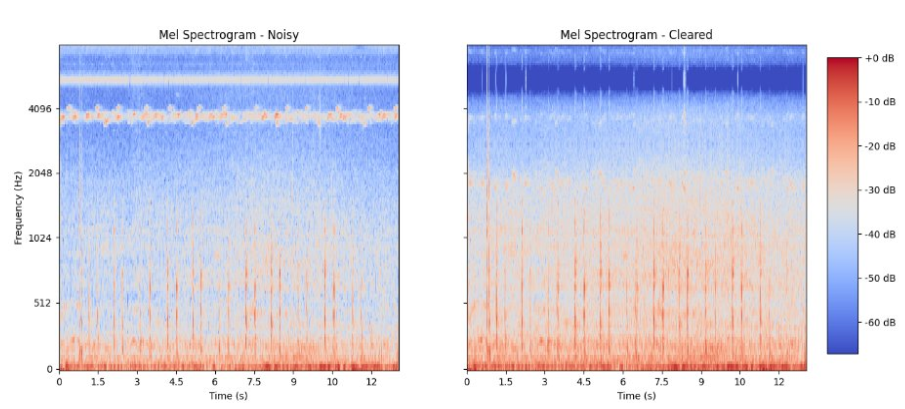 Mel Spectrogram - Noisy
Mel Spectrogram - Cleared
Frequency (Hz)
4096
2048
1024
512
0
0 1.5 3 4.5 6 7.5 9 10.5 12
Time (s)
0 1.5 3 4.5 6 7.5 9 10 12
Time (s)
+0 dB
-10 dB
-20 dB
-30 dB
-40 dB
-50 dB
-60 dB